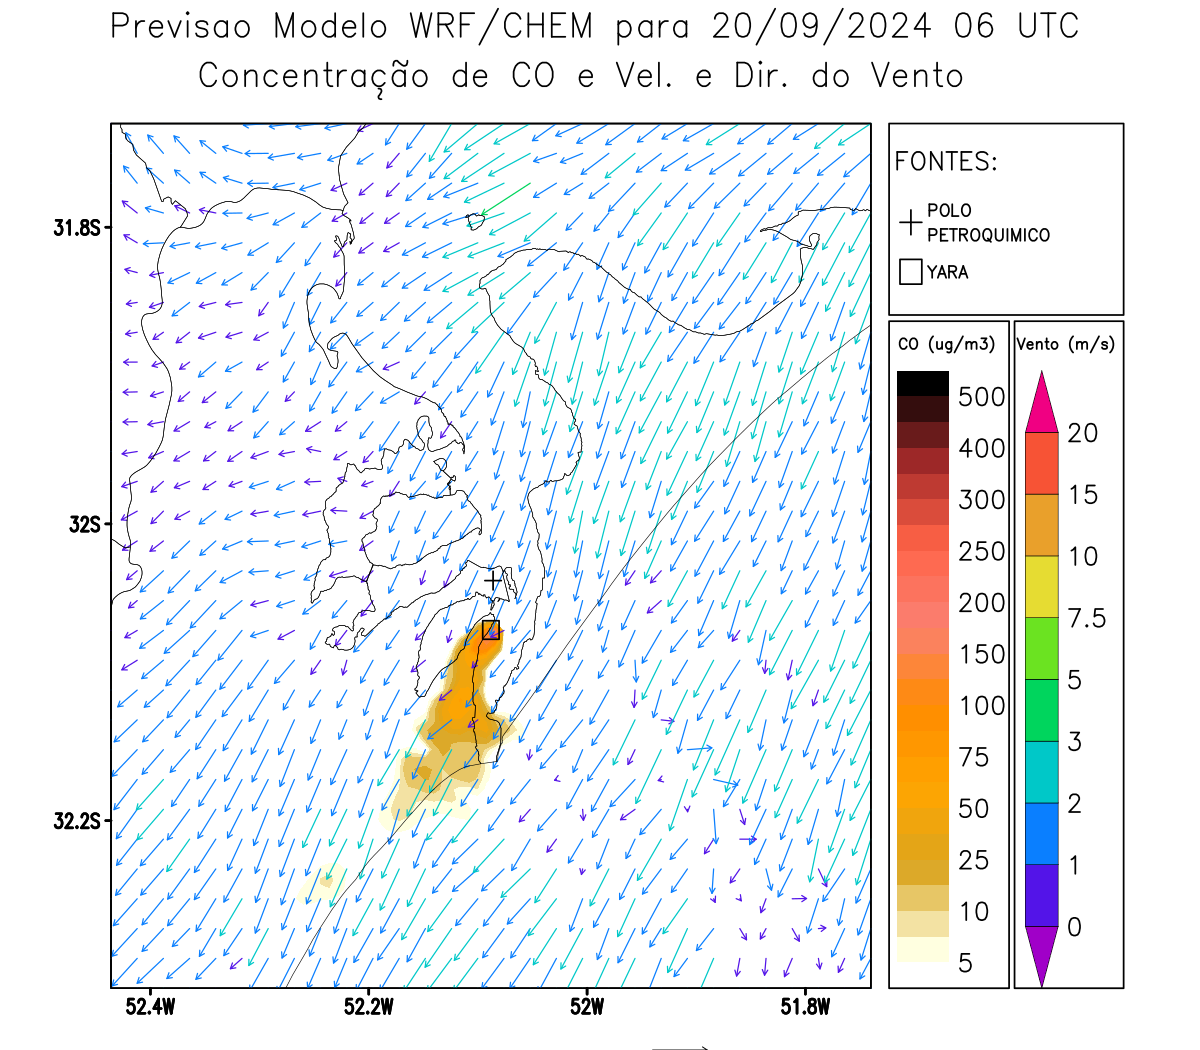 Previsao Modelo WRF/CHEM para 20/09/2024 06 UTC
Concentração de CO e Vel. e Dir. do Vento
FONTES:
POLO
PETROQUIMICO
YARA
CO (ug/m3)
500
400
300
250
200
150
100
75
50
25
10
5
Vento (m/s)
20
15
10
7.5
5
3
2
1
0
31.8S
32S
32.2S
52.4W
52.2W
52W
51.8W